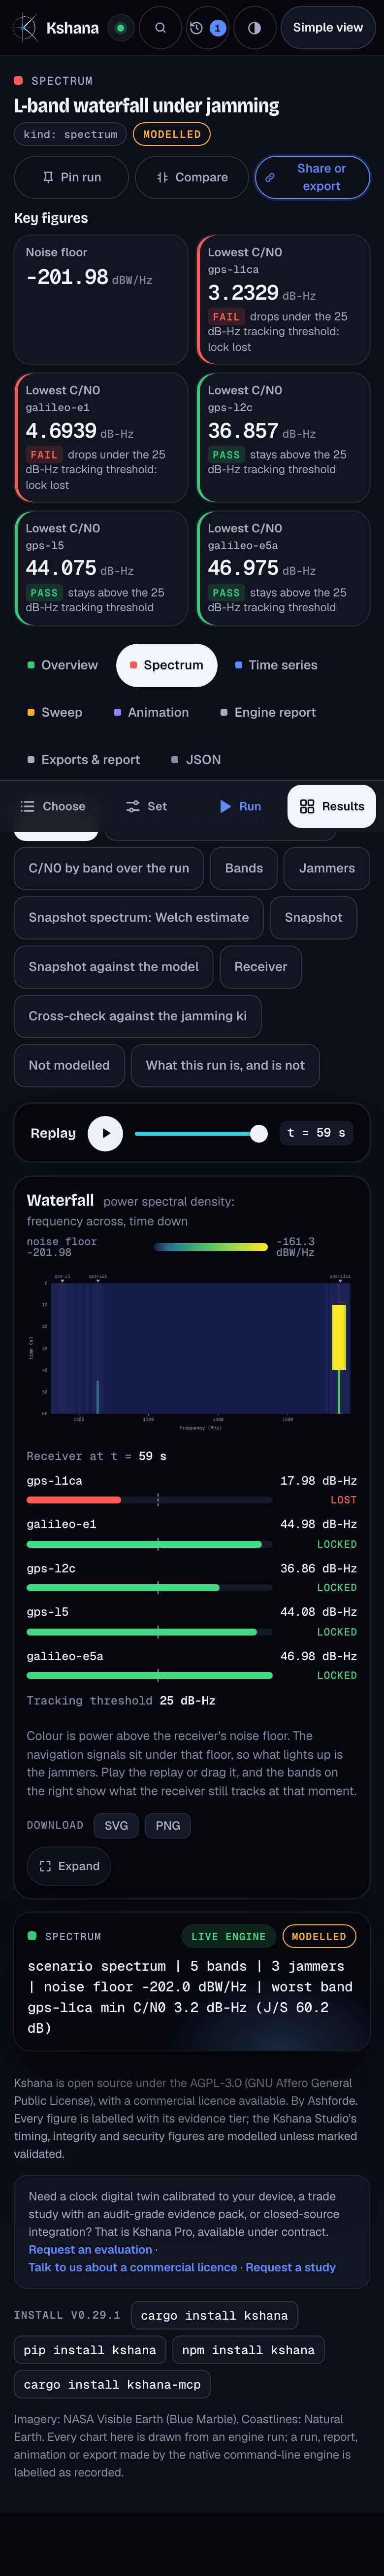 Kshana
1
Simple view
SPECTRUM
L-band waterfall under jamming
kind: spectrum
MODELLED
Pin run
Compare
Share or
export
Key figures
Noise floor
-201.98 dBW/Hz
Lowest C/N0
gps-l1ca
3.2329 dB-Hz
FAIL drops under the 25
dB-Hz tracking threshold:
lock lost
Lowest C/N0
galileo-e1
4.6939 dB-Hz
FAIL drops under the 25
dB-Hz tracking threshold:
lock lost
Lowest C/N0
gps-l2c
36.857 dB-Hz
PASS stays above the 25
dB-Hz tracking threshold
Lowest C/N0
gps-l5
44.075 dB-Hz
PASS stays above the 25
dB-Hz tracking threshold
Lowest C/N0
galileo-e5a
46.975 dB-Hz
PASS stays above the 25
dB-Hz tracking threshold
Overview
Spectrum
Time series
Sweep
Animation
Engine report
Exports & report
JSON
Choose
Set
Run
Results
C/N0 by band over the run
Bands
Jammers
Snapshot spectrum: Welch estimate
Snapshot
Snapshot against the model
Receiver
Cross-check against the jamming ki
Not modelled
What this run is, and is not
Replay
t = 59 s
Waterfall power spectral density:
frequency across, time down
noise floor
-201.98
-161.3
dBW/Hz
gps-l5
gps-l2c
gps-l1ca
0
10
20
30
40
50
60
time (s)
1200
1300
1400
1500
frequency (MHz)
Receiver at t = 59 s
gps-l1ca
17.98 dB-Hz
LOST
galileo-e1
44.98 dB-Hz
LOCKED
gps-l2c
36.86 dB-Hz
LOCKED
gps-l5
44.08 dB-Hz
LOCKED
galileo-e5a
46.98 dB-Hz
LOCKED
Tracking threshold 25 dB-Hz
Colour is power above the receiver's noise floor. The
navigation signals sit under that floor, so what lights up is
the jammers. Play the replay or drag it, and the bands on
the right show what the receiver still tracks at that moment.
DOWNLOAD
SVG
PNG
Expand
SPECTRUM
LIVE ENGINE
MODELLED
scenario spectrum | 5 bands | 3 jammers
| noise floor -202.0 dBW/Hz | worst band
gps-l1ca min C/N0 3.2 dB-Hz (J/S 60.2
dB)
Kshana is open source under the AGPL-3.0 (GNU Affero General
Public License), with a commercial licence available. By Ashforde.
Every figure is labelled with its evidence tier; the Kshana Studio's
timing, integrity and security figures are modelled unless marked
validated.
Need a clock digital twin calibrated to your device, a trade
study with an audit-grade evidence pack, or closed-source
integration? That is Kshana Pro, available under contract.
Request an evaluation ·
Talk to us about a commercial licence · Request a study
INSTALL V0.29.1
cargo install kshana
pip install kshana
npm install kshana
cargo install kshana-mcp
Imagery: NASA Visible Earth (Blue Marble). Coastlines: Natural
Earth. Every chart here is drawn from an engine run; a run, report,
animation or export made by the native command-line engine is
labelled as recorded.